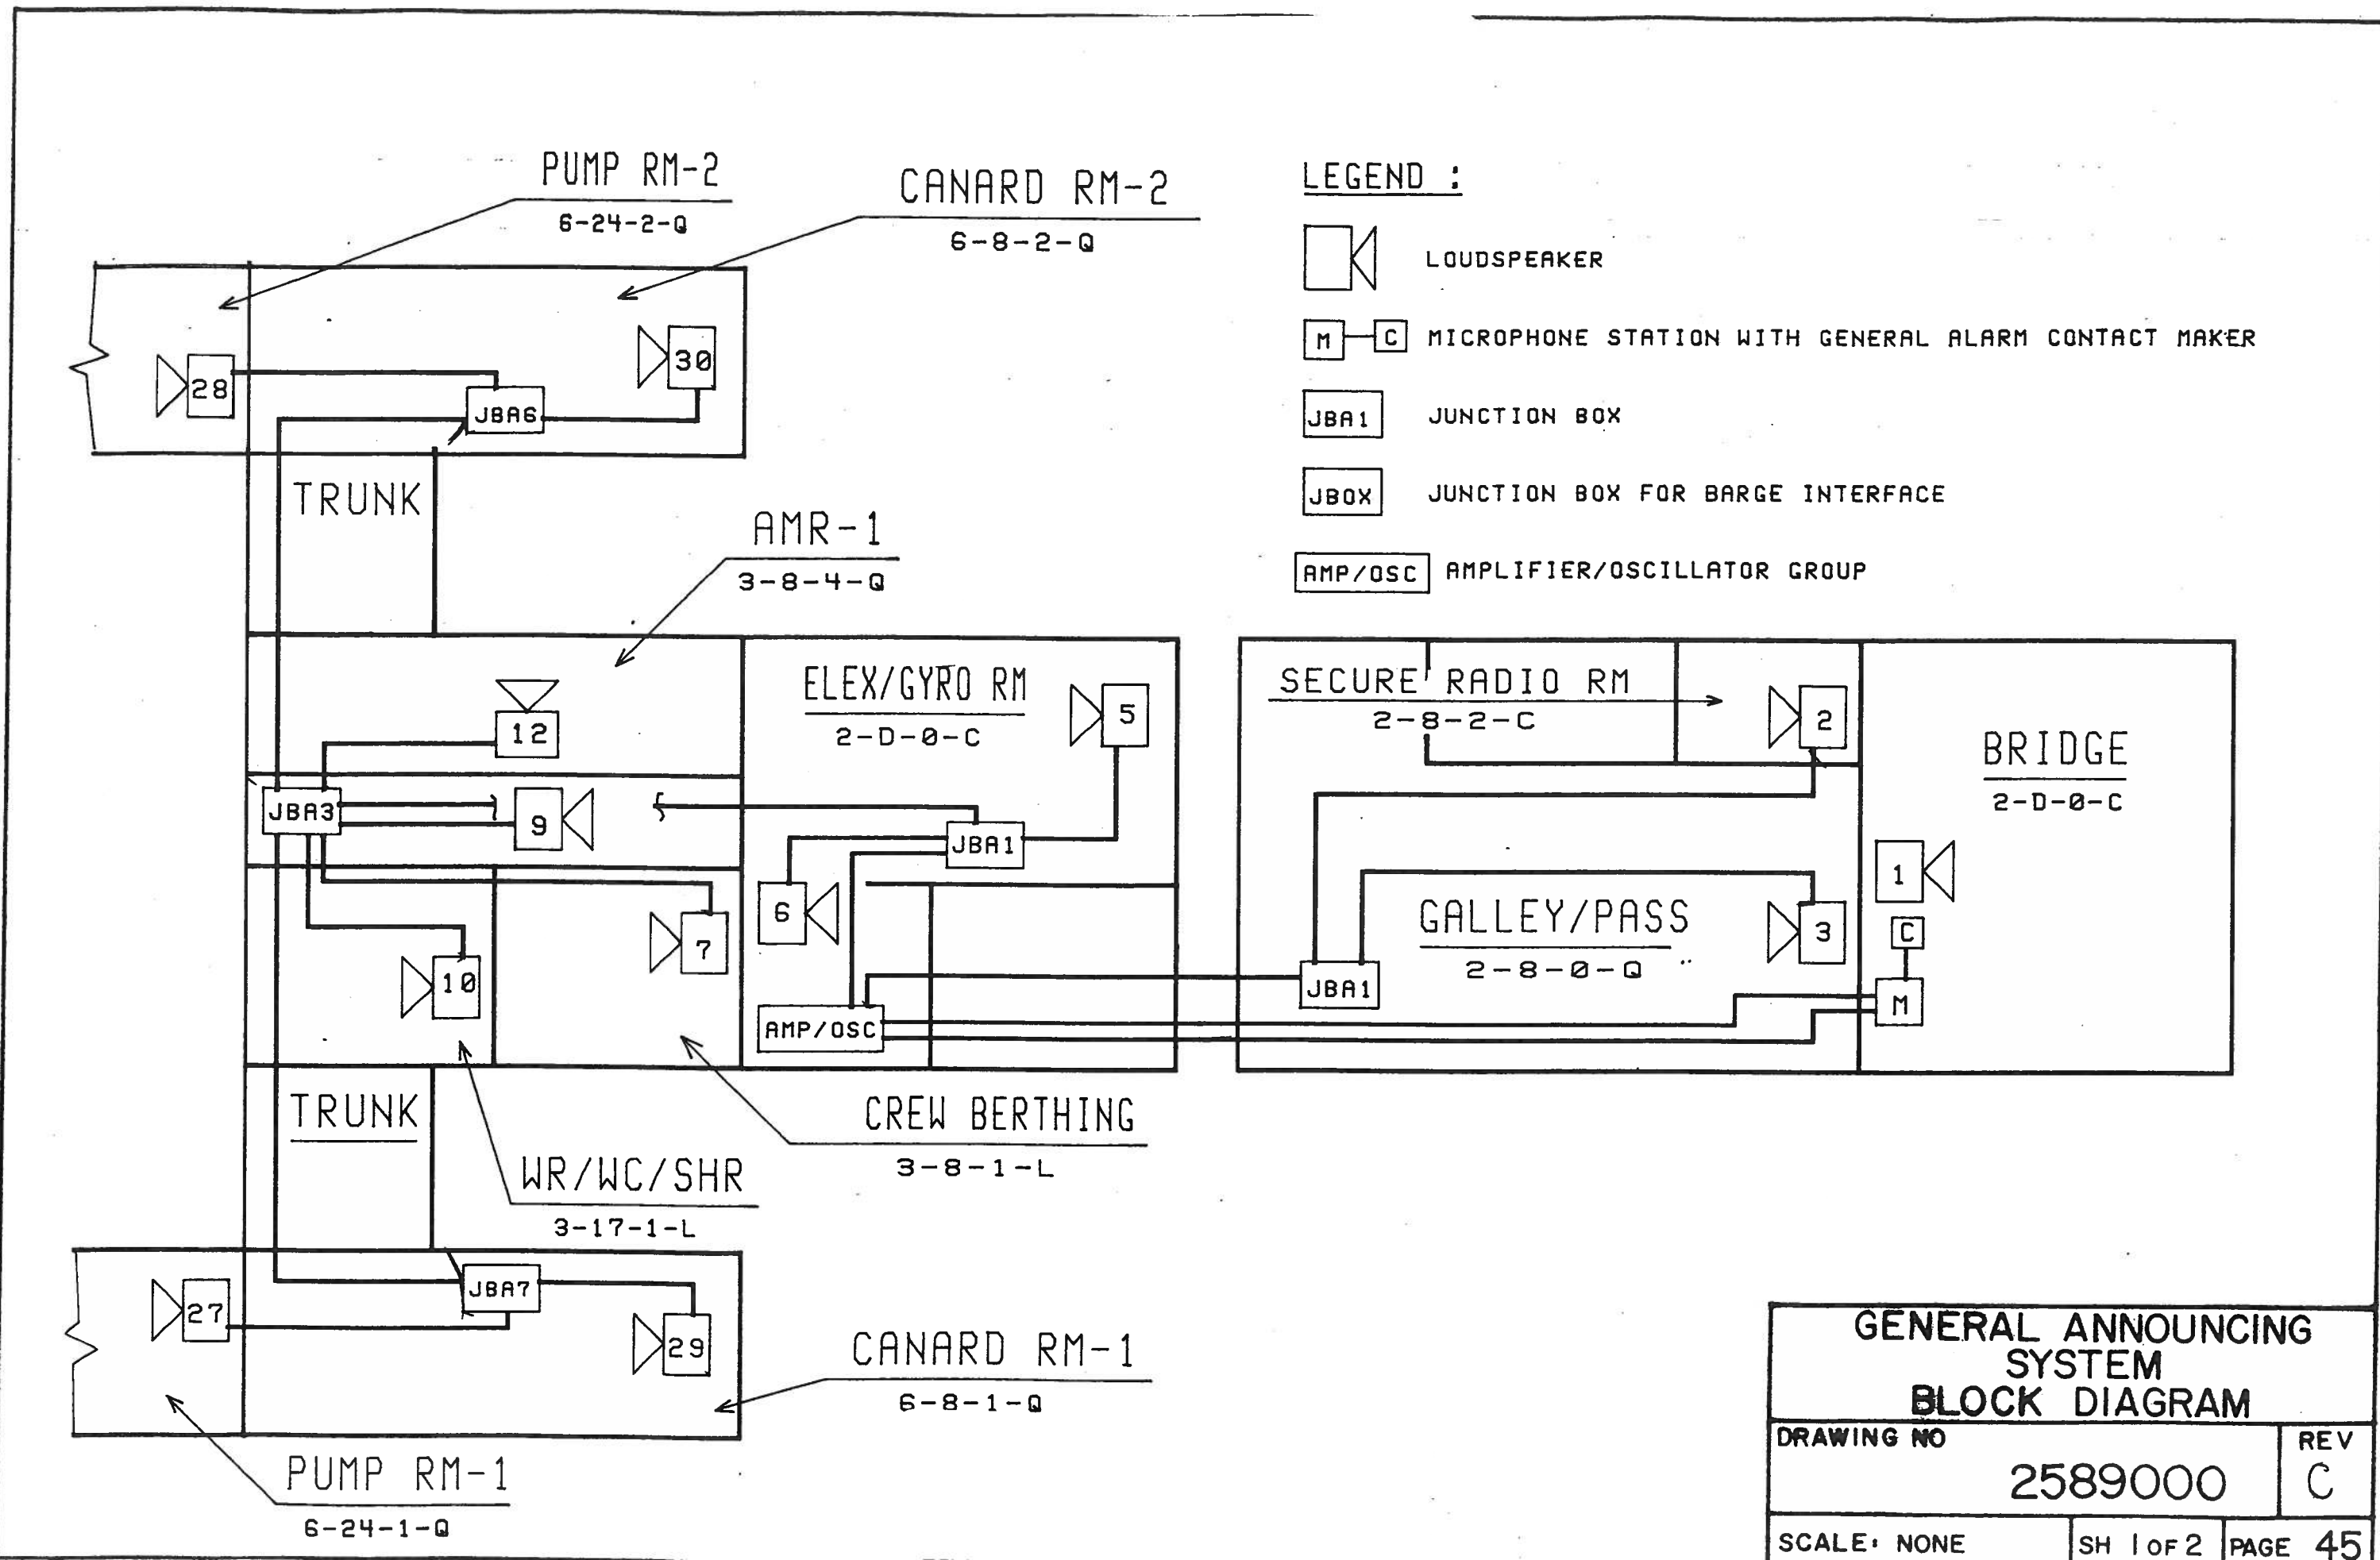 PUMP RM-2
6-24-2-Q
CANARD RM-2
6-8-2-Q
LEGEND :
LOUDSPEAKER
M C MICROPHONE STATION WITH GENERAL ALARM CONTACT MAKER
JBA1 JUNCTION BOX
JBOX JUNCTION BOX FOR BARGE INTERFACE
AMP/OSC AMPLIFIER/OSCILLATOR GROUP
28
JBA6
30
TRUNK
AMR-1
3-8-4-Q
12
JBA3
9
10
7
ELEX/GYRO RM
2-D-0-C
5
JBA1
6
AMP/OSC
SECURE RADIO RM
2-8-2-C
2
GALLEY/PASS
2-8-0-Q
3
JBA1
BRIDGE
2-D-0-C
1
C
M
TRUNK
CREW BERTHING
3-8-1-L
WR/WC/SHR
3-17-1-L
27
JBA7
29
CANARD RM-1
6-8-1-Q
PUMP RM-1
6-24-1-Q
GENERAL ANNOUNCING
SYSTEM
BLOCK DIAGRAM
DRAWING NO
2589000
REV
C
SCALE: NONE
SH 1 OF 2
PAGE 45